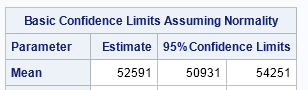 Basic Confidence Limits Assuming Normality
Parameter Estimate 95% Confidence Limits
Mean 52591 50931 54251